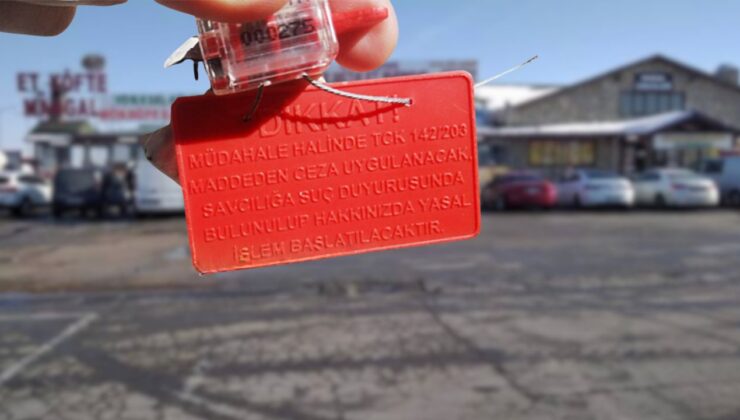 000275
DİKKAT!
MÜDAHALE HALİNDE TCK 142/203
MADDEDEN CEZA UYGULANACAK,
SAVCILIĞA SUÇ DUYURUSUNDA
BULUNULUP HAKKINIZDA YASAL
İŞLEM BAŞLATILACAKTIR.
ET, KÖFTE
MANGAL